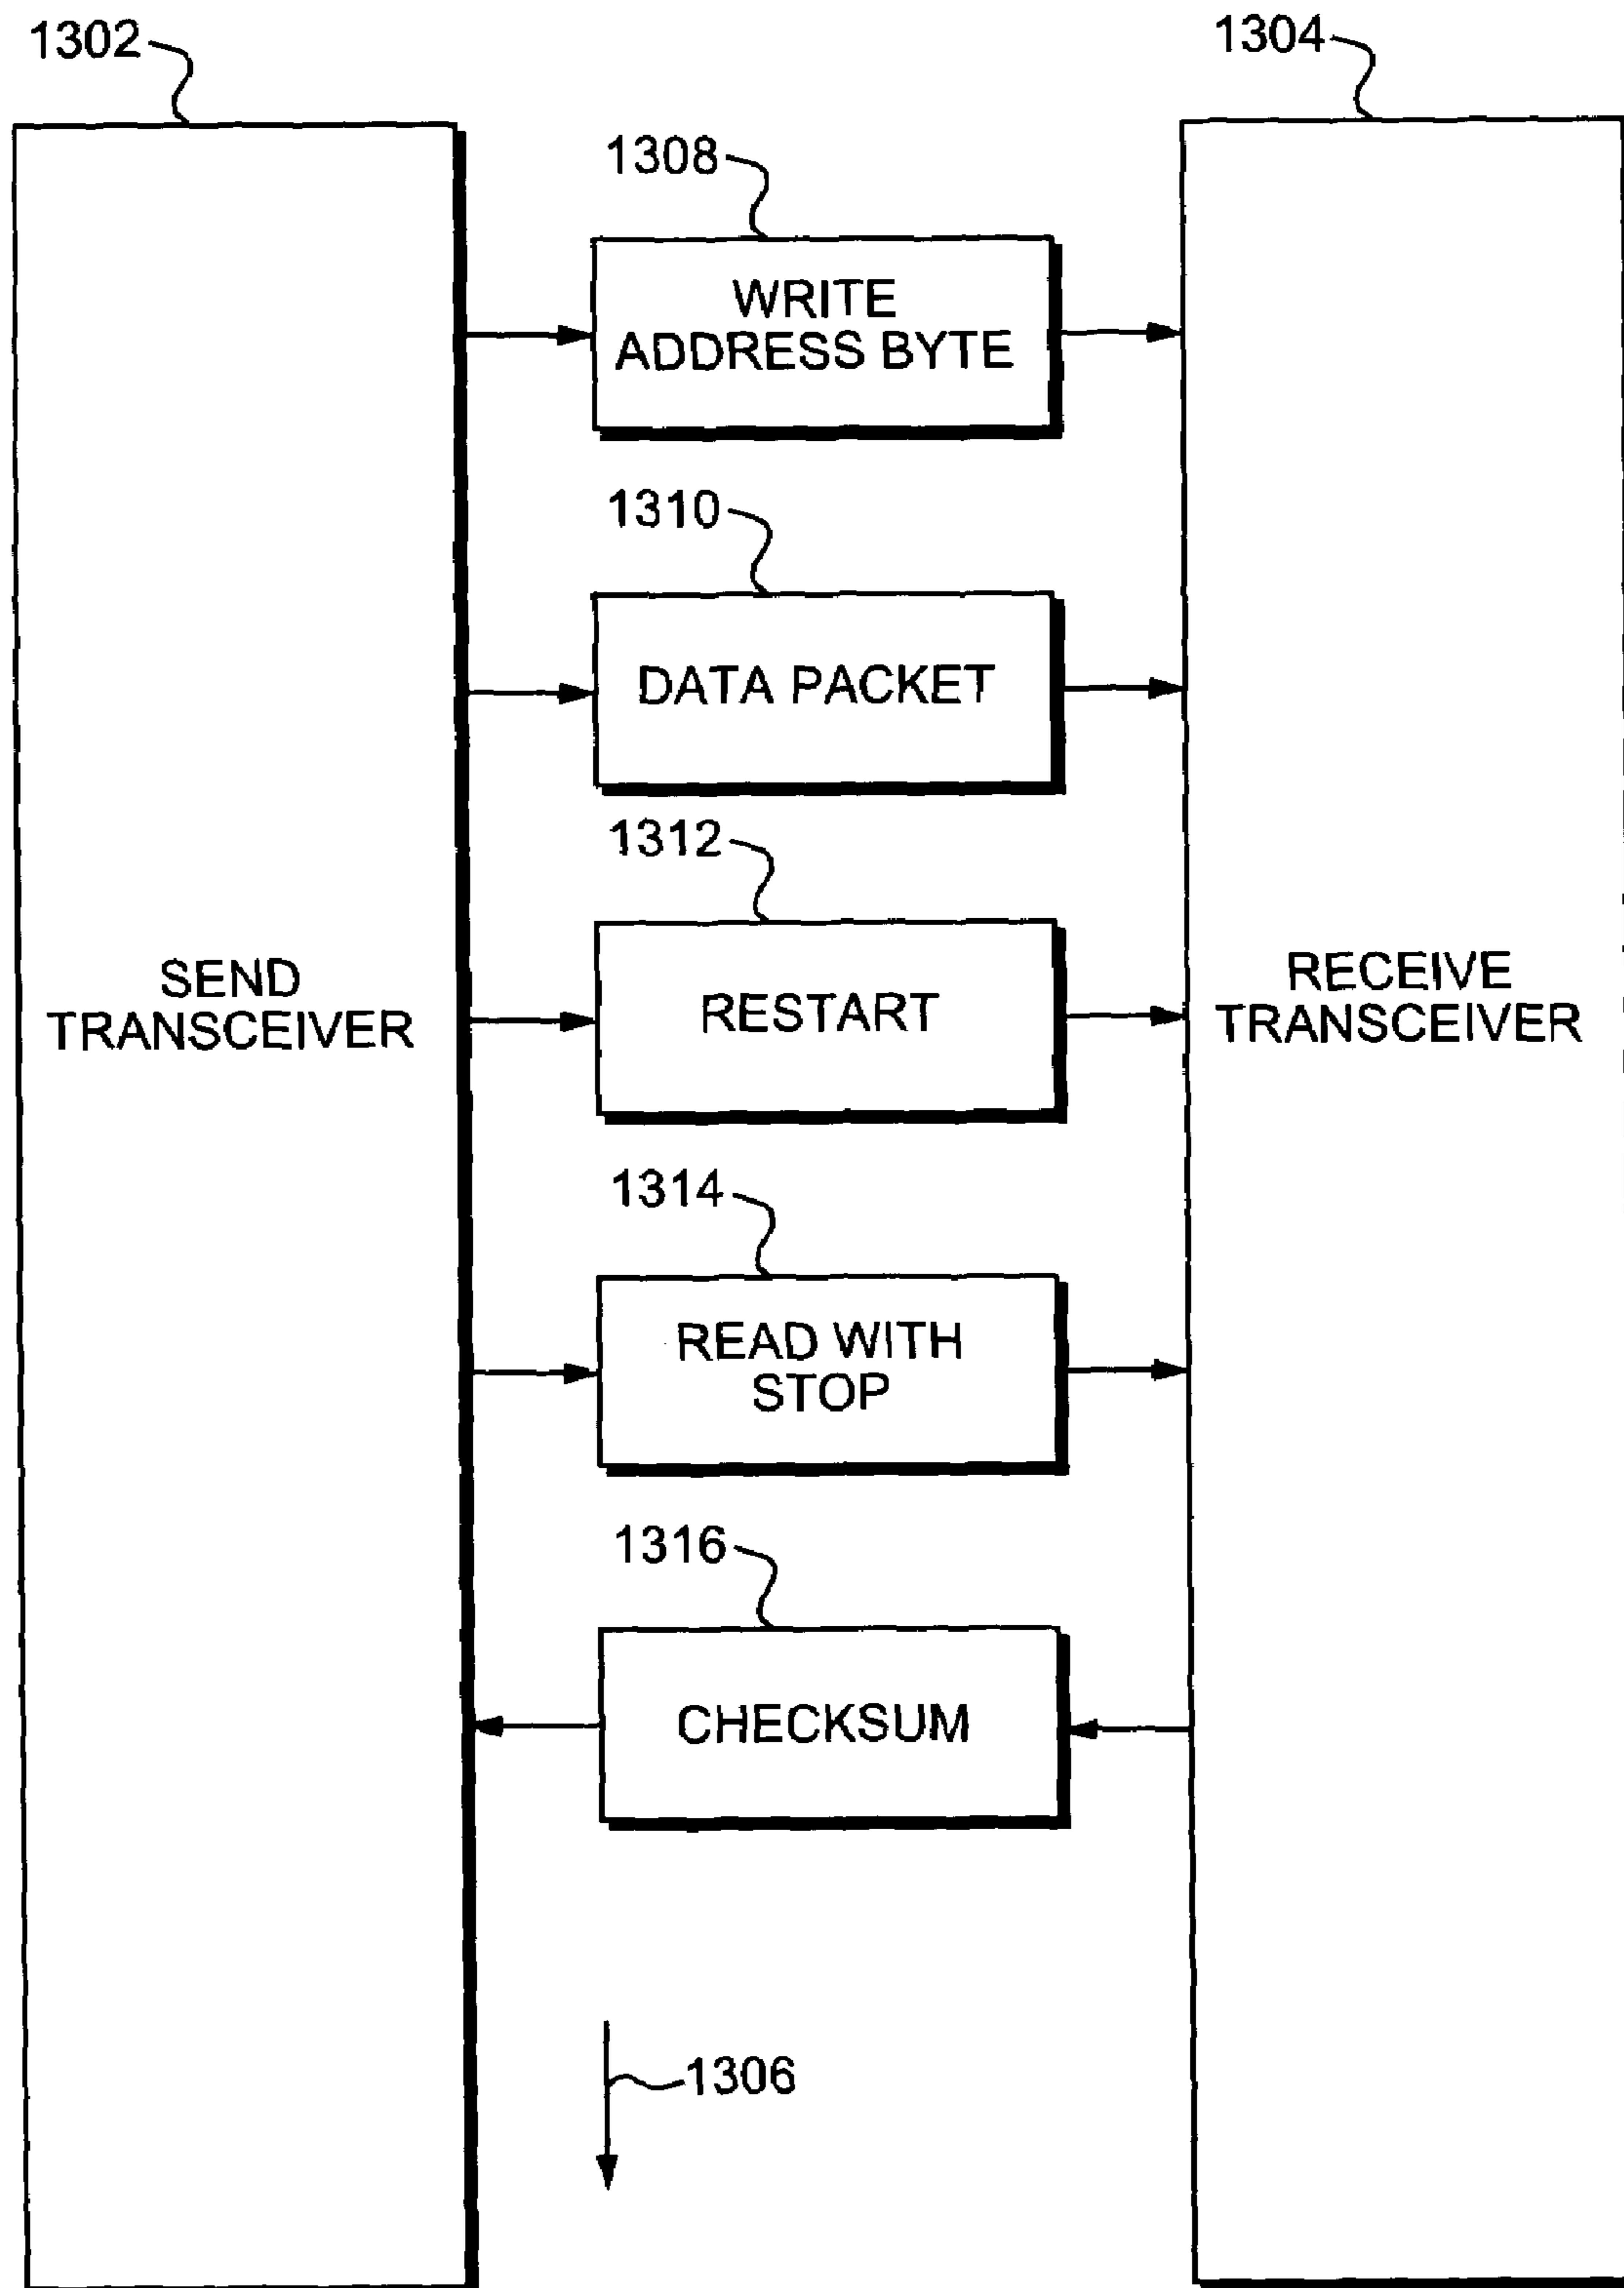 1302
1304
1308
WRITE
ADDRESS BYTE
1310
DATA PACKET
1312
SEND
TRANSCEIVER
RESTART
RECEIVE
TRANSCEIVER
1314
READ WITH
STOP
1316
CHECKSUM
1306